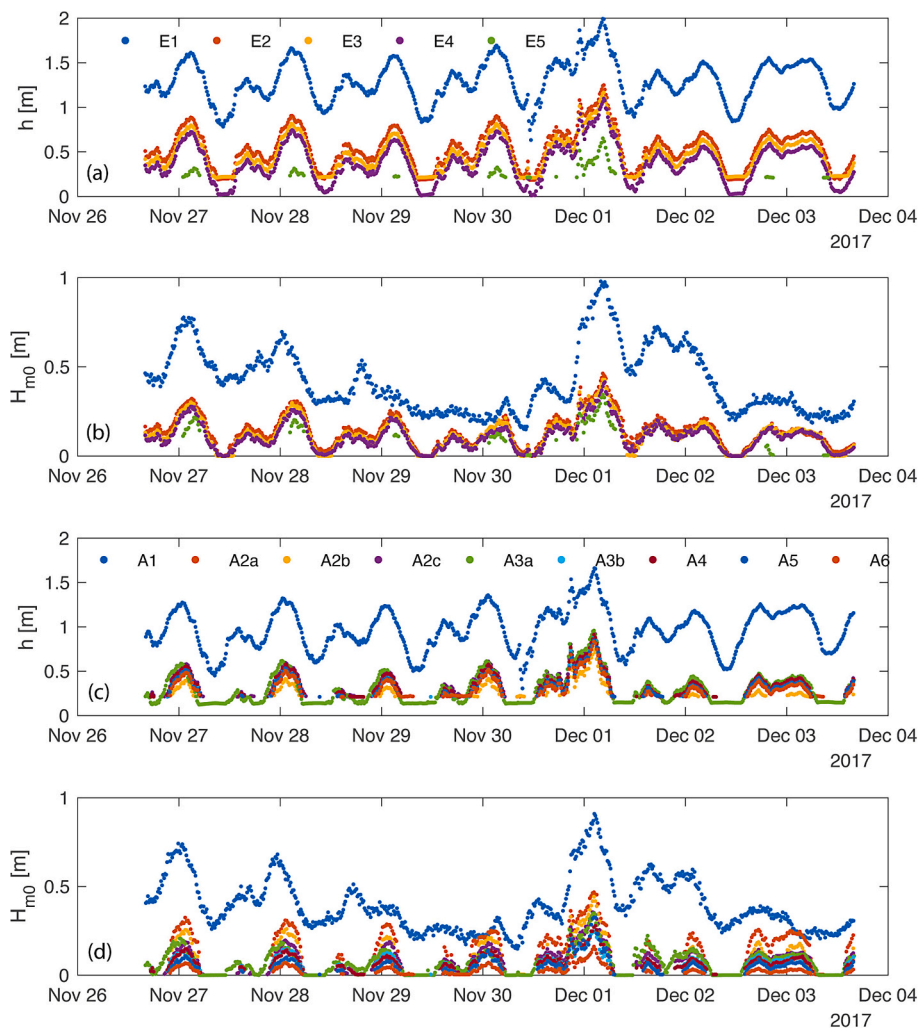 2
1.5
1
0.5
0
h [m]
E1 E2 E3 E4 E5
(a)
Nov 26 Nov 27 Nov 28 Nov 29 Nov 30 Dec 01 Dec 02 Dec 03 Dec 04
2017
1
0.5
0
Hm0 [m]
(b)
Nov 26 Nov 27 Nov 28 Nov 29 Nov 30 Dec 01 Dec 02 Dec 03 Dec 04
2017
2
1.5
1
0.5
0
h [m]
A1 A2a A2b A2c A3a A3b A4 A5 A6
(c)
Nov 26 Nov 27 Nov 28 Nov 29 Nov 30 Dec 01 Dec 02 Dec 03 Dec 04
2017
1
0.5
0
Hm0 [m]
(d)
Nov 26 Nov 27 Nov 28 Nov 29 Nov 30 Dec 01 Dec 02 Dec 03 Dec 04
2017